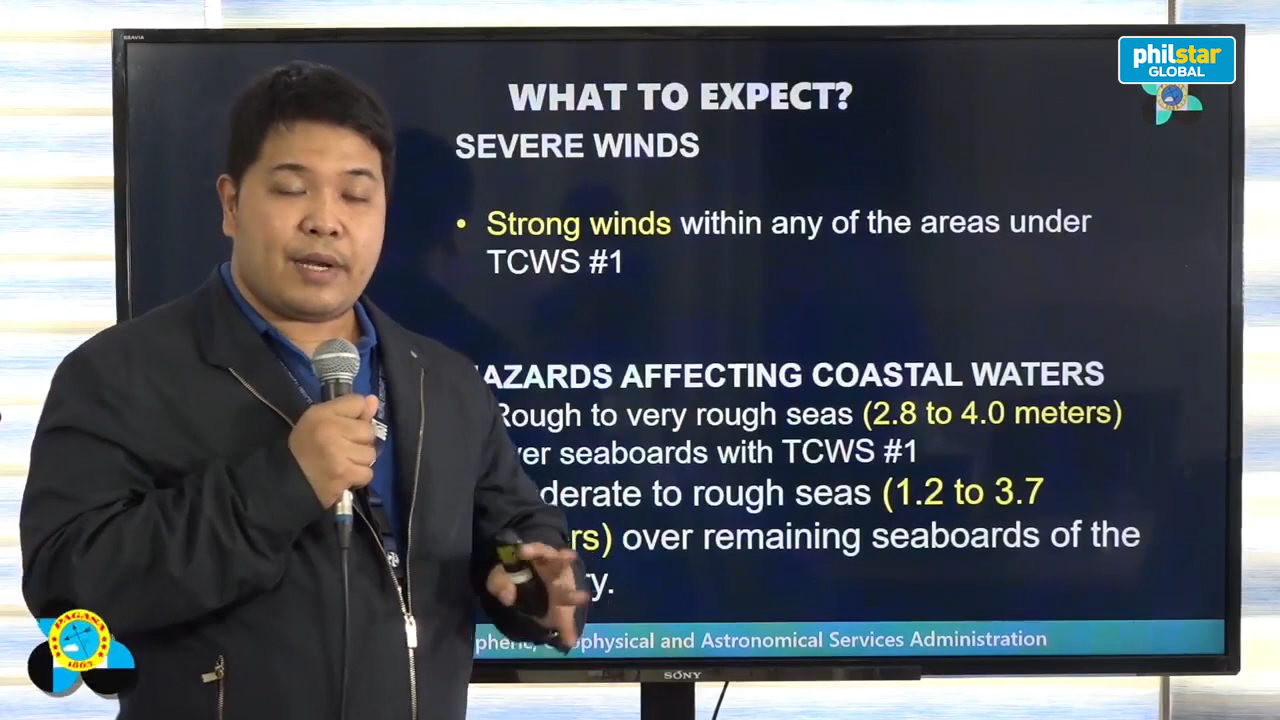 BRAVIA
philstar
GLOBAL
WHAT TO EXPECT?
SEVERE WINDS
• Strong winds within any of the areas under
TCWS #1
AZARDS AFFECTING COASTAL WATERS
Rough to very rough seas (2.8 to 4.0 meters)
ver seaboards with TCWS #1
derate to rough seas (1.2 to 3.7
rs) over remaining seaboards of the
ry.
pheric, ophysical and Astronomical Services Administration
SONY
PAGASA
1865